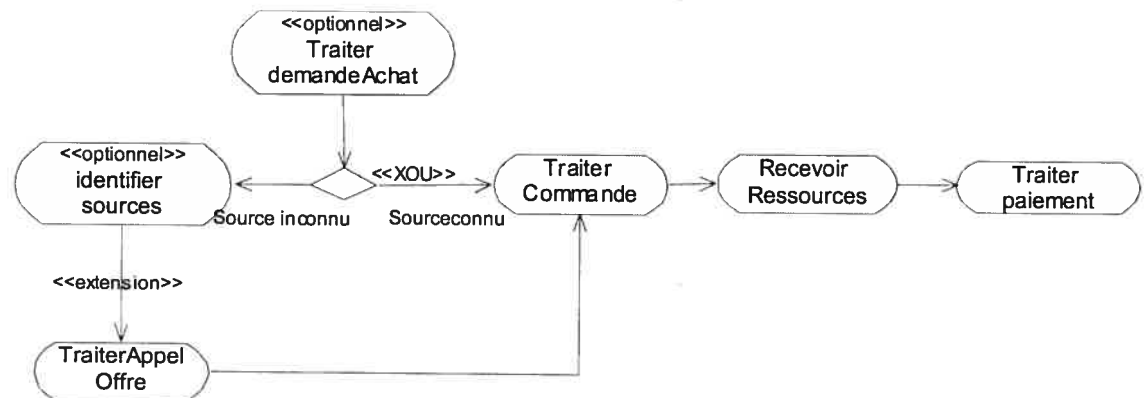 <<optionnel>>
Traiter
demandeAchat
<<optionnel>>
identifier
sources
<<XOU>>
Traiter
Commande
Recevoir
Ressources
Traiter
paiement
Source inconnu
Sourceconnu
<<extension>>
TraiterAppel
Offre